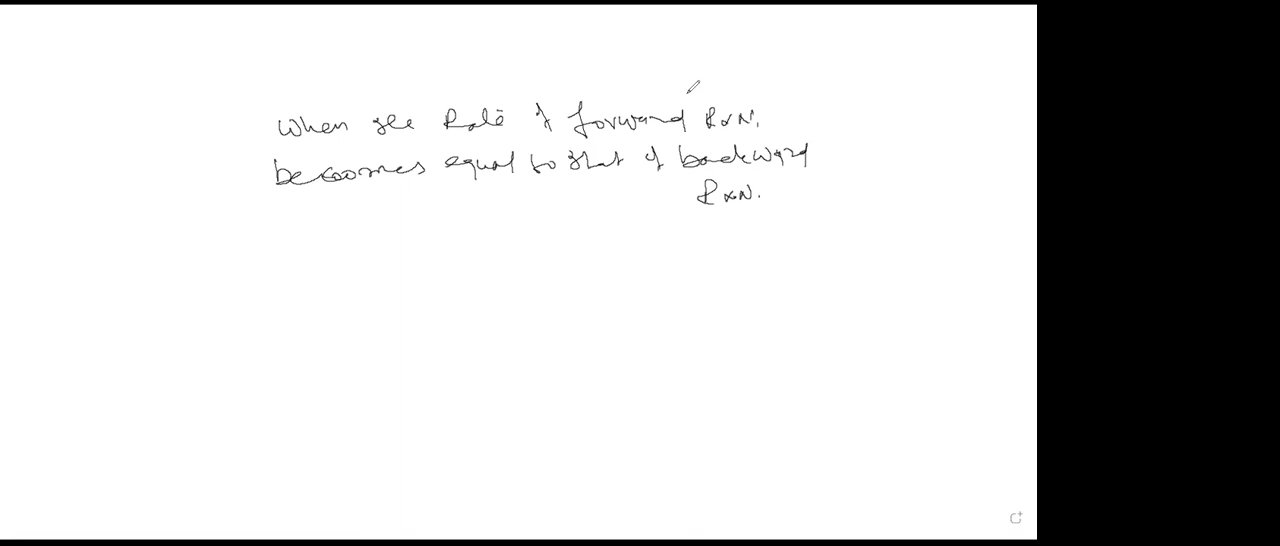 When the Rate of forward RxN.
becomes equal to that of backward
RxN.